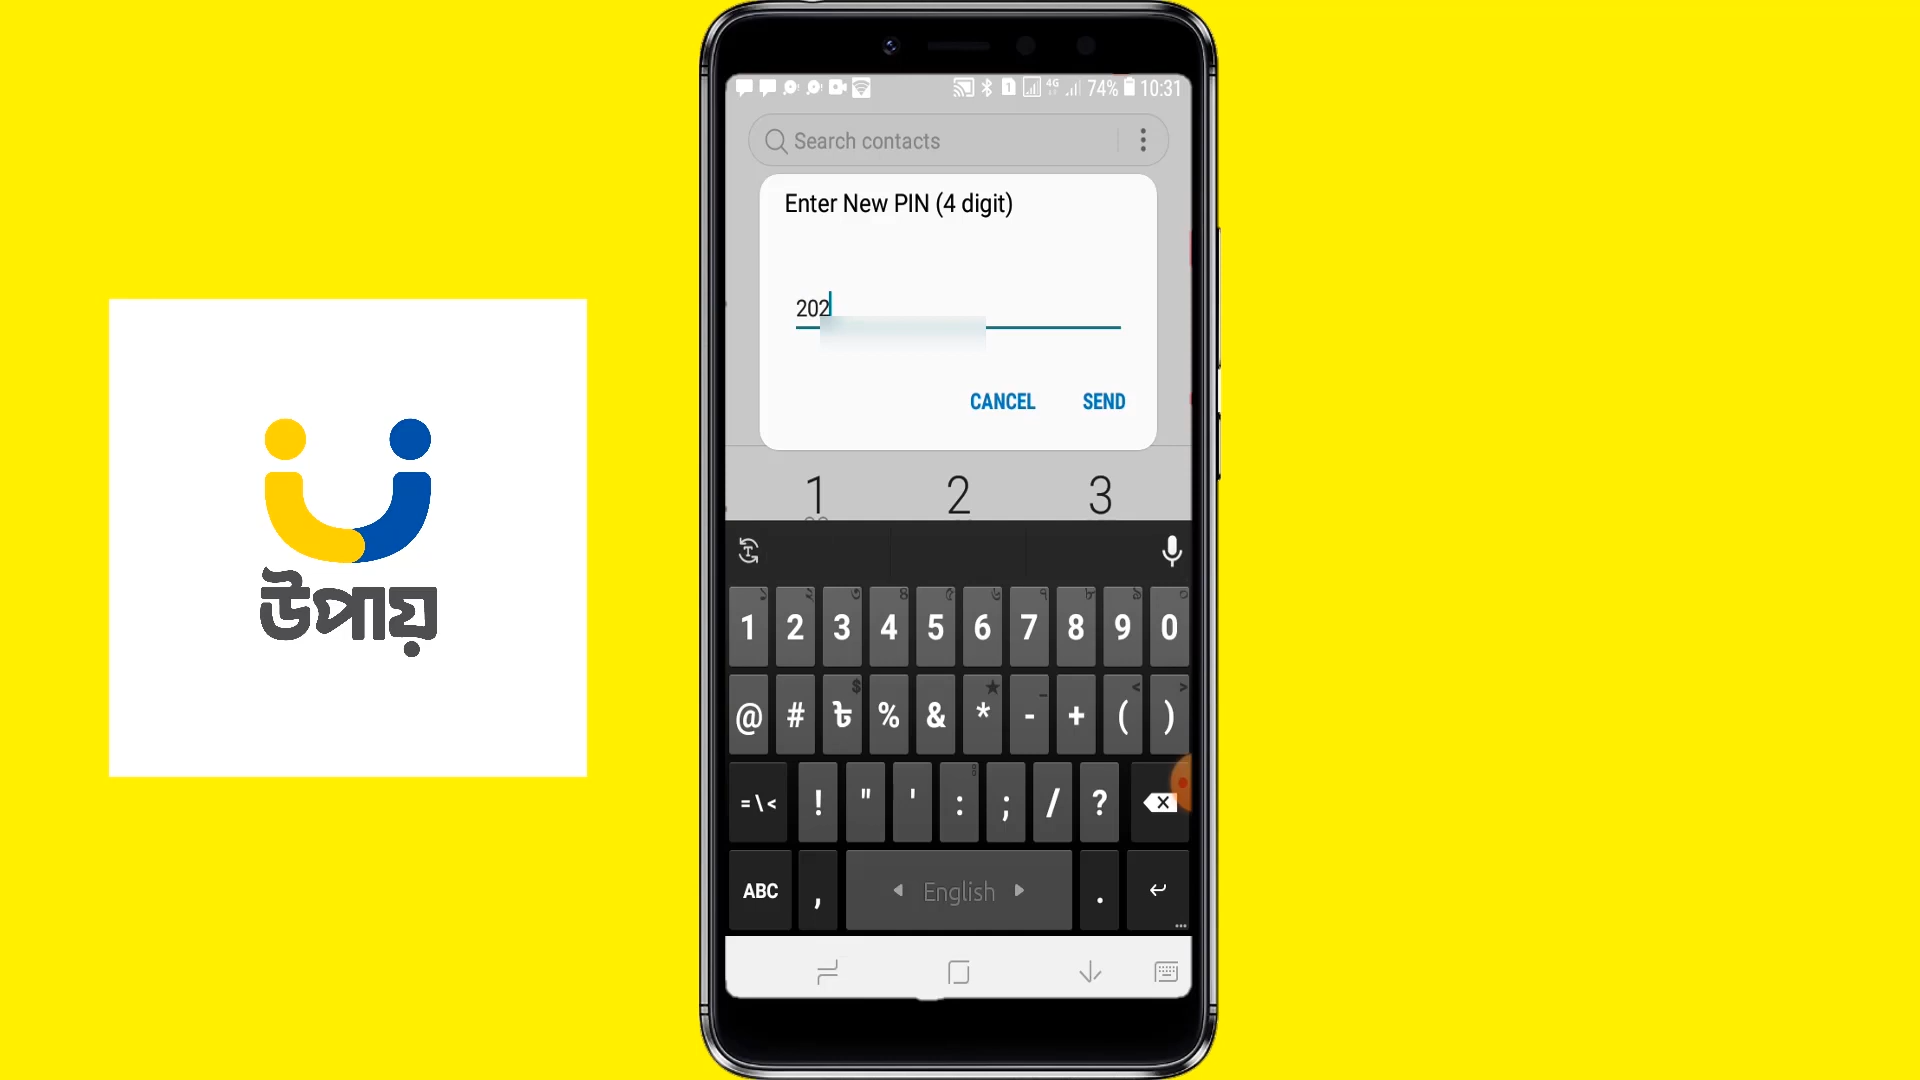 74% 10:31
Search contacts
Enter New PIN (4 digit)
202
CANCEL SEND
1 2 3
উপায়
1 2 3 4 5 6 7 8 9 0
@ # ৳ % & * - + ( )
= \ < ! " ' : ; / ?
ABC , English .